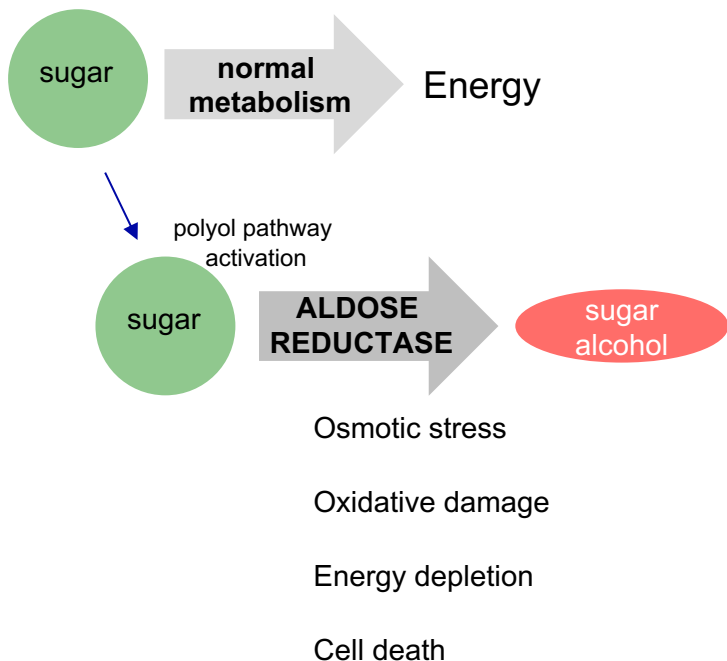 sugar
normal
metabolism
Energy
polyol pathway
activation
sugar
ALDOSE
REDUCTASE
sugar
alcohol
Osmotic stress
Oxidative damage
Energy depletion
Cell death